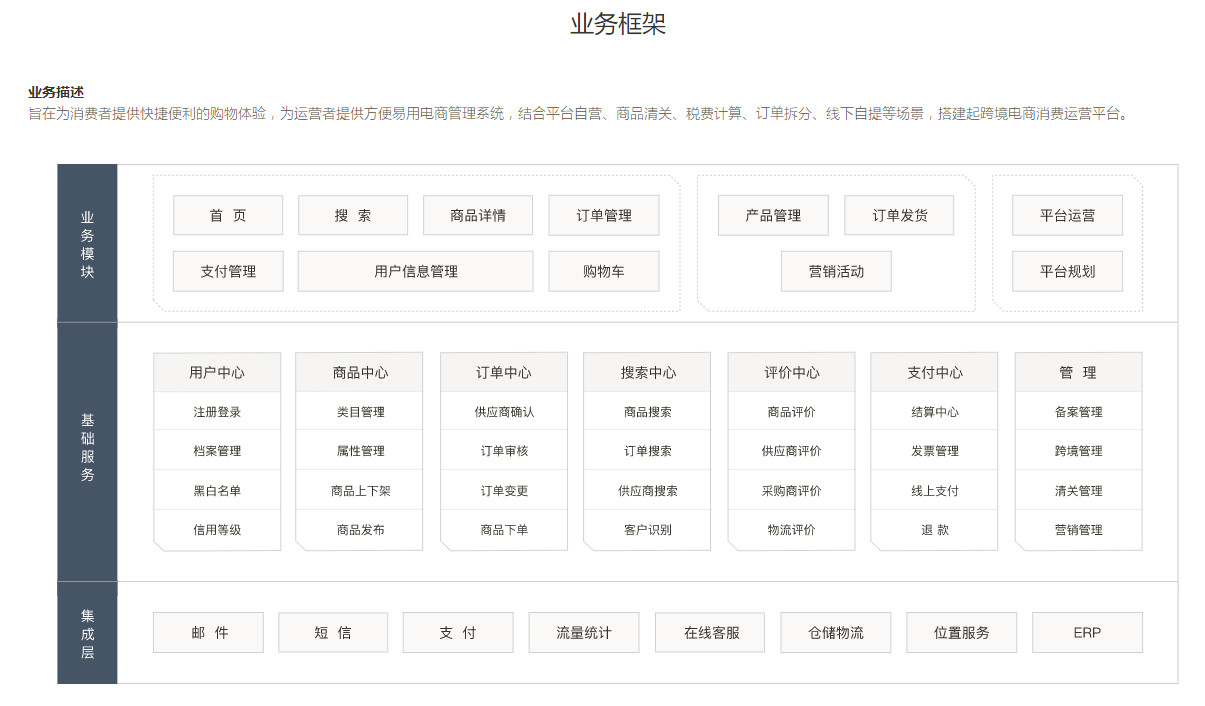 业务框架
业务描述
旨在为消费者提供快捷便利的购物体验，为运营者提供方便易用电商管理系统，结合平台自营、商品清关、税费计算、订单拆分、线下自提等场景，搭建起跨境电商消费运营平台。
业务模块
首 页 搜 索 商品详情 订单管理 产品管理 订单发货 平台运营
支付管理 用户信息管理 购物车 营销活动 平台规划
基础服务
用户中心 商品中心 订单中心 搜索中心 评价中心 支付中心 管 理
注册登录 类目管理 供应商确认 商品搜索 商品评价 结算中心 备案管理
档案管理 属性管理 订单审核 订单搜索 供应商评价 发票管理 跨境管理
黑白名单 商品上下架 订单变更 供应商搜索 采购商评价 线上支付 清关管理
信用等级 商品发布 商品下单 客户识别 物流评价 退 款 营销管理
集成层
邮 件 短 信 支 付 流量统计 在线客服 仓储物流 位置服务 ERP